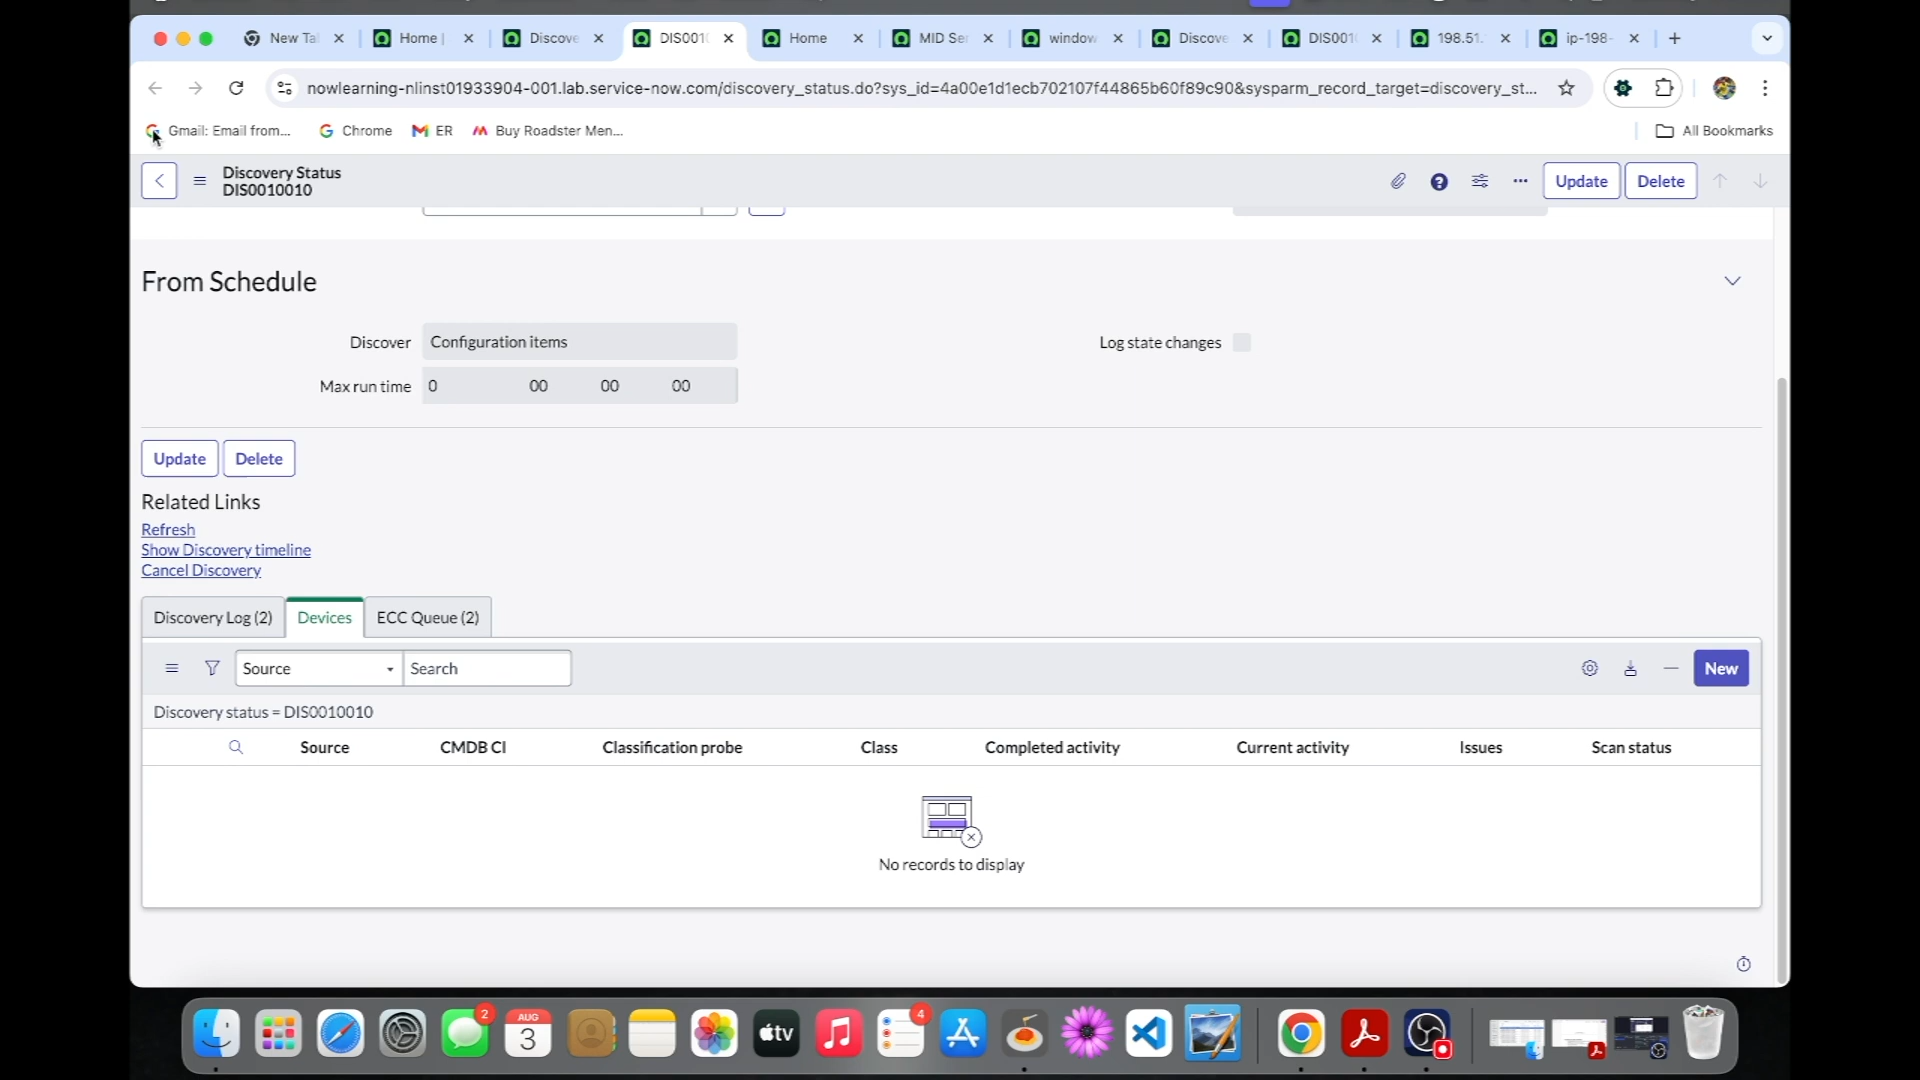 New Ta
Home |
Discove
DIS001
Home
MID Ser
window
Discove
DIS001
198.51.
ip-198-
nowlearning-nlinst01933904-001.lab.service-now.com/discovery_status.do?sys_id=4a00e1d1ecb702107f44865b60f89c90&sysparm_record_target=discovery_st...
Gmail: Email from...
Chrome
ER
Buy Roadster Men...
All Bookmarks
Discovery Status
DIS0010010
Update
Delete
From Schedule
Discover
Configuration items
Log state changes
Max run time
0 00 00 00
Update
Delete
Related Links
Refresh
Show Discovery timeline
Cancel Discovery
Discovery Log (2)
Devices
ECC Queue (2)
Source
Search
New
Discovery status = DIS0010010
Source
CMDB CI
Classification probe
Class
Completed activity
Current activity
Issues
Scan status
No records to display
2
AUG
3
tv
4